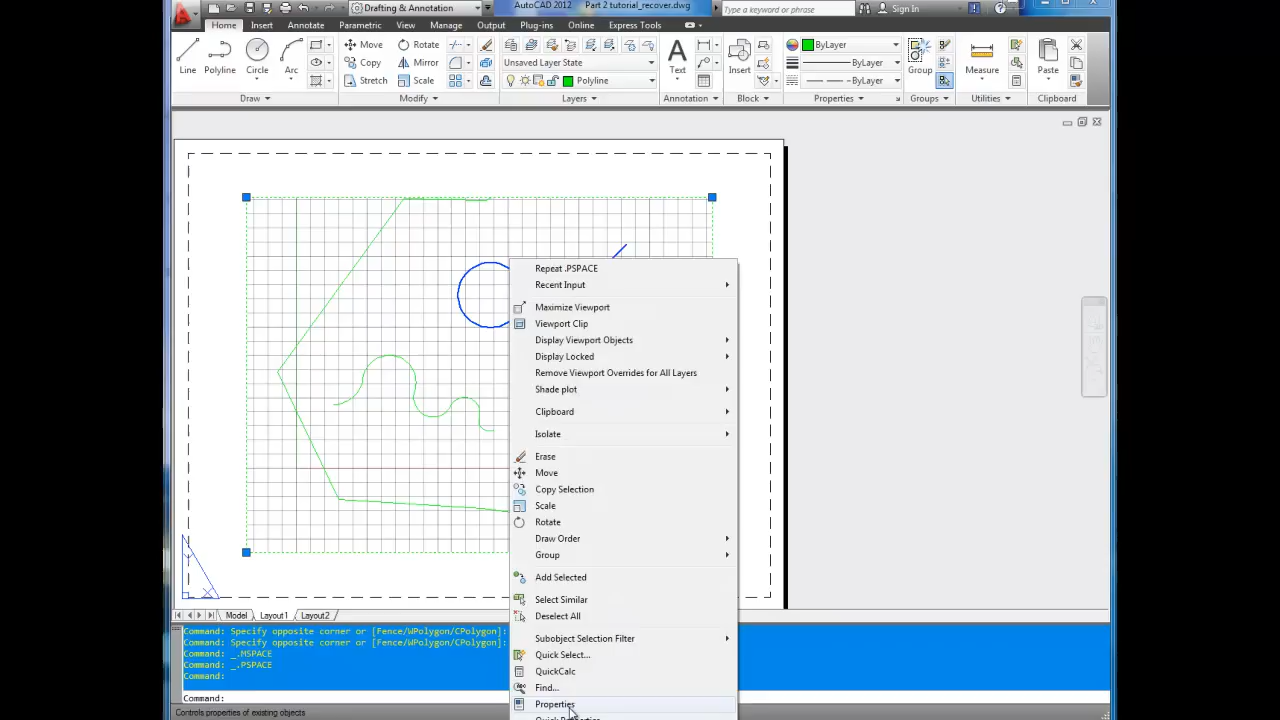 Drafting & Annotation
AutoCAD 2012 Part 2 tutorial_recover.dwg
Type a keyword or phrase
Sign In
Home Insert Annotate Parametric View Manage Output Plug-ins Online Express Tools
Line
Polyline
Circle
Arc
Move Rotate
Copy Mirror
Stretch Scale
Unsaved Layer State
Polyline
Text
Insert
ByLayer
ByLayer
ByLayer
Group
Measure
Paste
Draw Modify Layers Annotation Block Properties Groups Utilities Clipboard
Repeat .PSPACE
Recent Input
Maximize Viewport
Viewport Clip
Display Viewport Objects
Display Locked
Remove Viewport Overrides for All Layers
Shade plot
Clipboard
Isolate
Erase
Move
Copy Selection
Scale
Rotate
Draw Order
Group
Add Selected
Select Similar
Deselect All
Subobject Selection Filter
Quick Select...
QuickCalc
Find...
Properties
Quick Properties
Model Layout1 Layout2
Command: Specify opposite corner or [Fence/WPolygon/CPolygon]:
Command: Specify opposite corner or [Fence/WPolygon/CPolygon]:
Command: _.MSPACE
Command: _.PSPACE
Command:
Command:
Controls properties of existing objects